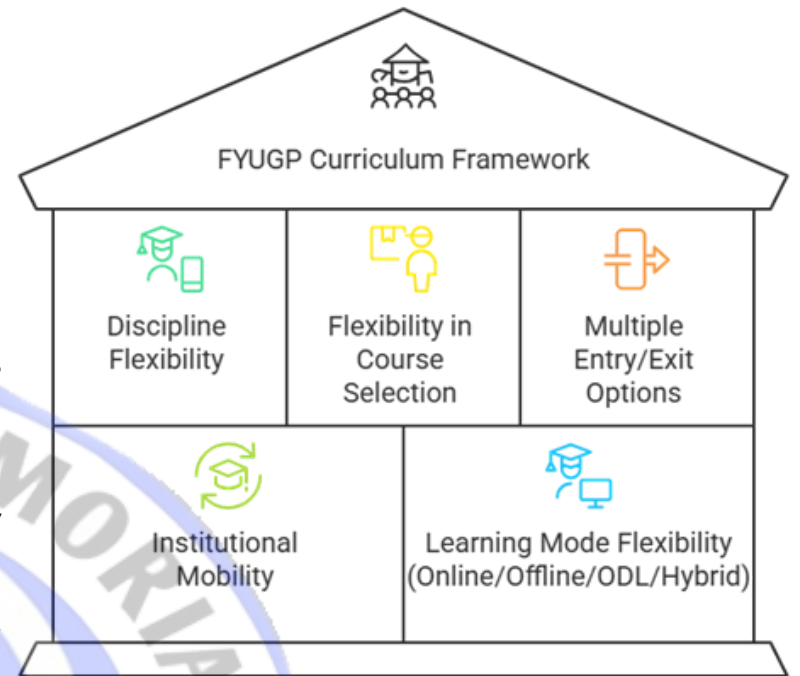 FYUGP Curriculum Framework
Discipline
Flexibility
Flexibility in
Course
Selection
Multiple
Entry/Exit
Options
Institutional
Mobility
Learning Mode Flexibility
(Online/Offline/ODL/Hybrid)